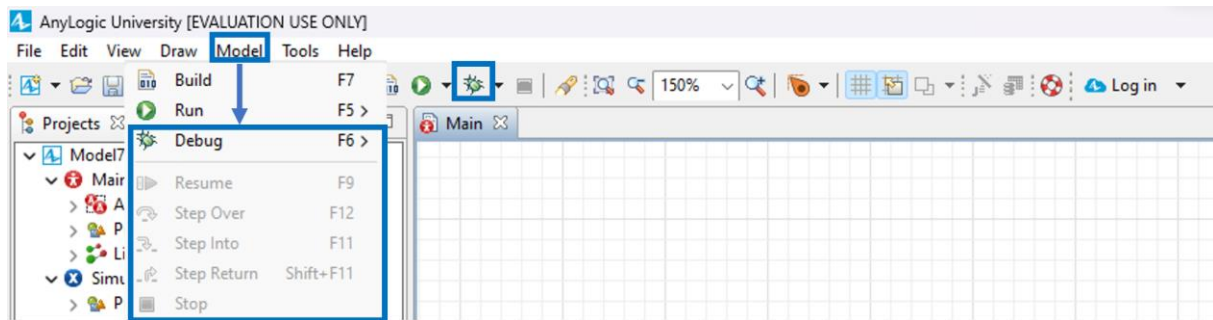 AnyLogic University [EVALUATION USE ONLY]
File Edit View Draw Model Tools Help
Build F7
Run F5 >
Debug F6 >
Resume F9
Step Over F12
Step Into F11
Step Return Shift+F11
Stop
150%
Log in
Projects
Main
Model7
Main
A
P
Li
Simu
P